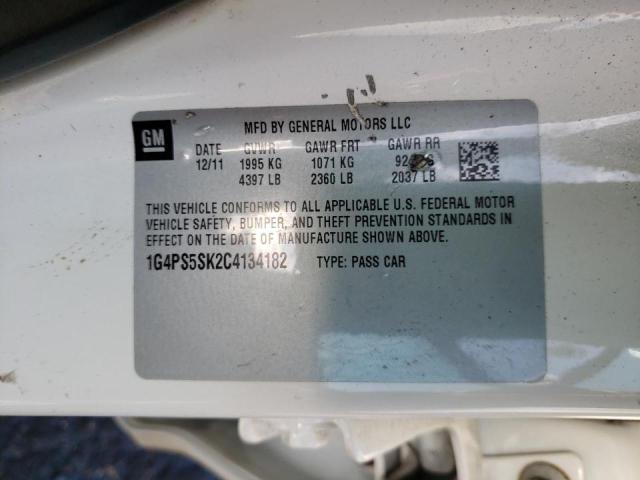 GM
MFD BY GENERAL MOTORS LLC
DATE GVWR GAWR FRT GAWR RR
12/11 1995 KG 1071 KG
4397 LB 2360 LB 2037 LB
THIS VEHICLE CONFORMS TO ALL APPLICABLE U.S. FEDERAL MOTOR
VEHICLE SAFETY, BUMPER, AND THEFT PREVENTION STANDARDS IN
EFFECT ON THE DATE OF MANUFACTURE SHOWN ABOVE.
1G4PS5SK2C4134182 TYPE: PASS CAR